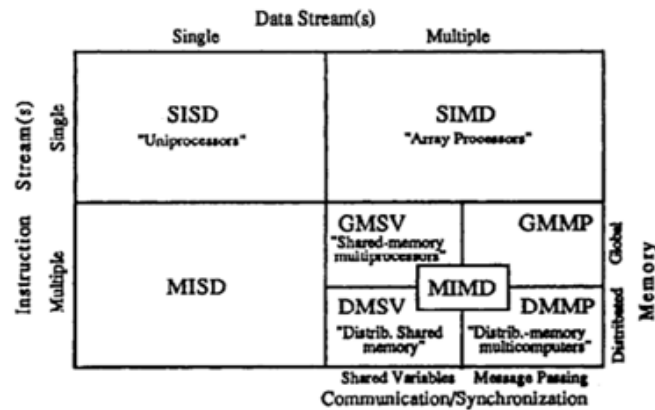 Data Stream(s)
Single Multiple
Instruction Stream(s)
Single
Multiple
SISD
"Uniprocessors"
SIMD
"Array Processors"
MISD
GMSV
"Shared-memory
multiprocessors"
GMMP
MIMD
DMSV
"Distrib. Shared
memory"
DMMP
"Distrib.-memory
multicomputers"
Global
Distributed
Memory
Shared Variables Message Passing
Communication/Synchronization